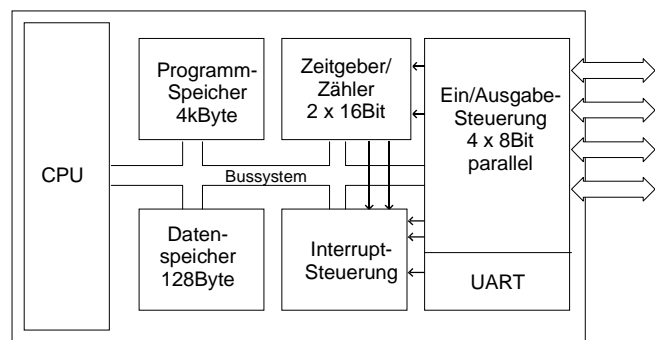 CPU
Programm-
Speicher
4kByte
Zeitgeber/
Zähler
2 x 16Bit
Ein/Ausgabe-
Steuerung
4 x 8Bit
parallel
Bussystem
Daten-
speicher
128Byte
Interrupt-
Steuerung
UART